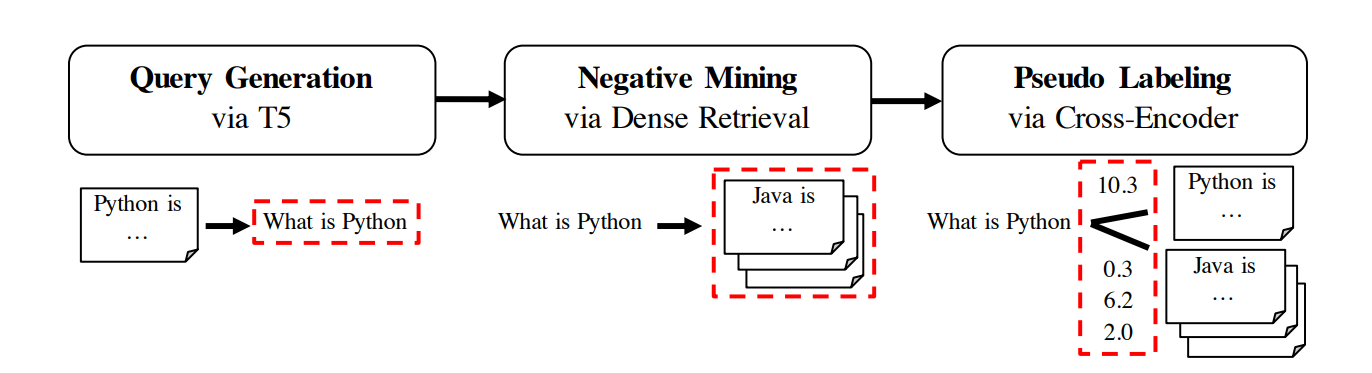 Query Generation
via T5
Negative Mining
via Dense Retrieval
Pseudo Labeling
via Cross-Encoder
Python is
…
What is Python
What is Python
Java is
…
What is Python
10.3
Python is
…
0.3
6.2
2.0
Java is
…